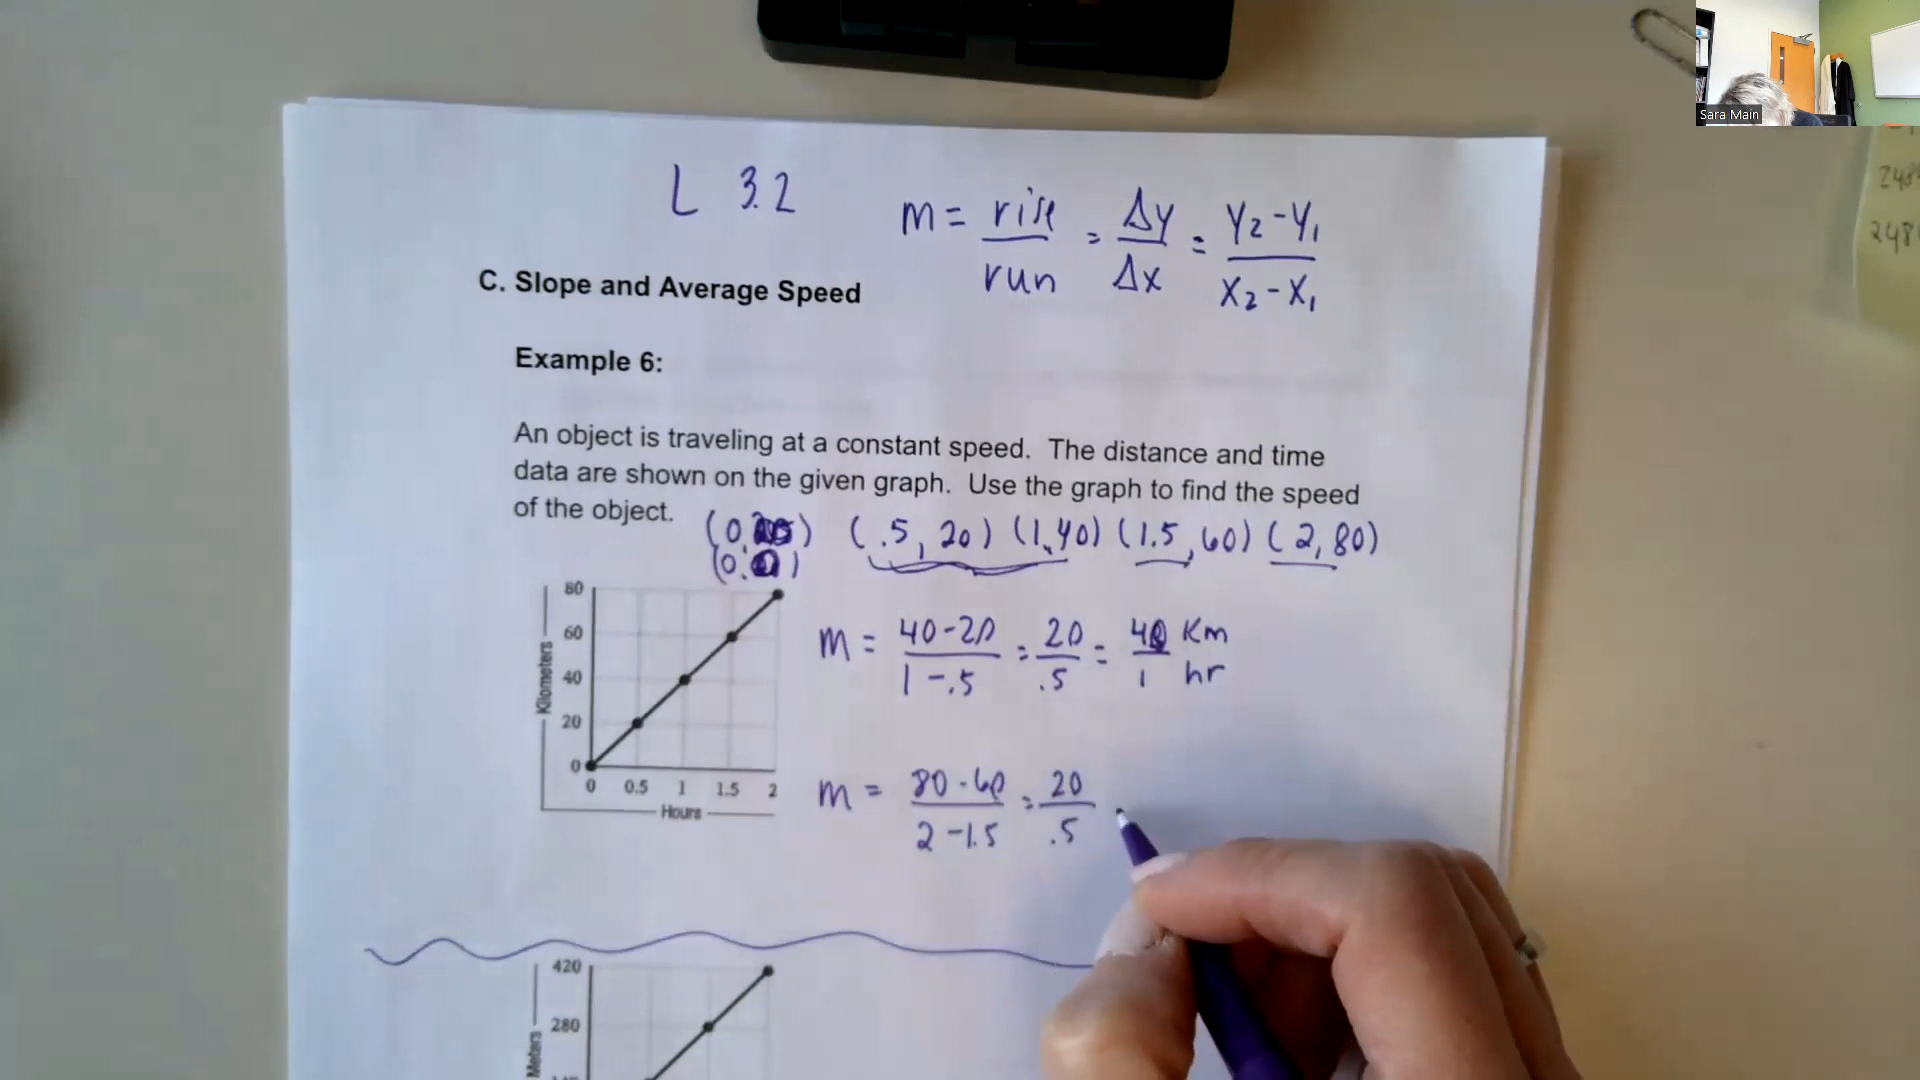 Sara Main
L 3.2
m = rise/run = Δy/Δx = (Y2 - Y1)/(X2 - X1)
C. Slope and Average Speed
Example 6:
An object is traveling at a constant speed. The distance and time
data are shown on the given graph. Use the graph to find the speed
of the object.
(.5, 20) (1, 40) (1.5, 60) (2, 80)
80
60
40
20
0
Kilometers
0 0.5 1 1.5 2
Hours
m = (40-20)/(1-.5) = 20/.5 = 40/1 Km/hr
m = (80-60)/(2-1.5) = 20/.5
420
280
Meters